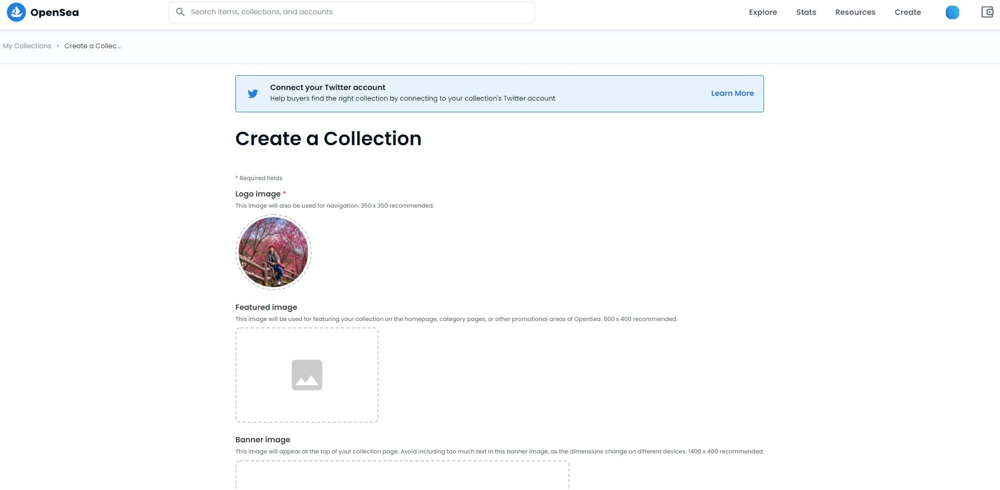 OpenSea
Search items, collections, and accounts
Explore
Stats
Resources
Create
My Collections > Create a Collec...
Connect your Twitter account
Help buyers find the right collection by connecting to your collection's Twitter account
Learn More
Create a Collection
* Required fields
Logo image *
This image will also be used for navigation. 350 x 350 recommended.
Featured image
This image will be used for featuring your collection on the homepage, category pages, or other promotional areas of OpenSea. 600 x 400 recommended.
Banner image
This image will appear at the top of your collection page. Avoid including too much text in this banner image, as the dimensions change on different devices. 1400 x 400 recommended.